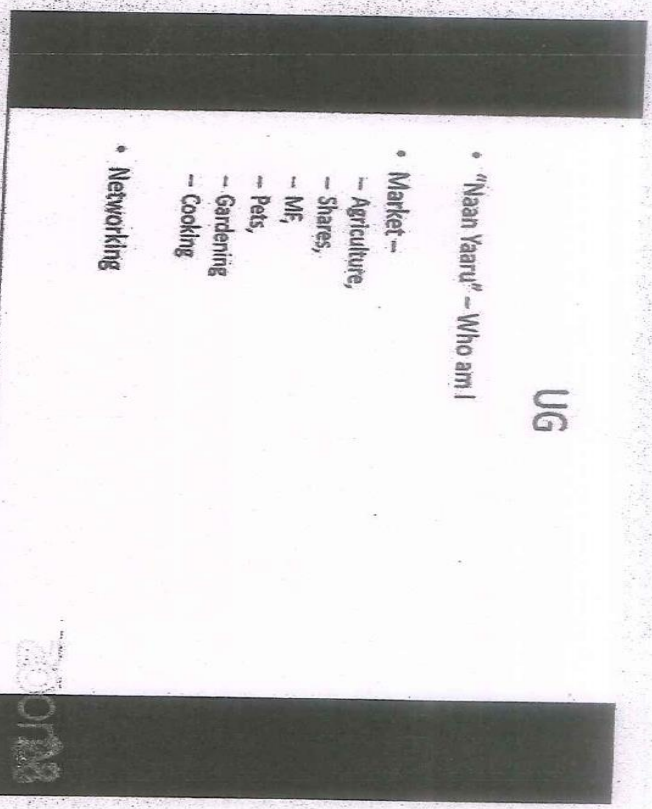 UG
• "Naan Yaaru" – Who am I
• Market –
– Agriculture,
– Shares,
– MF,
– Pets,
– Gardening
– Cooking
• Networking